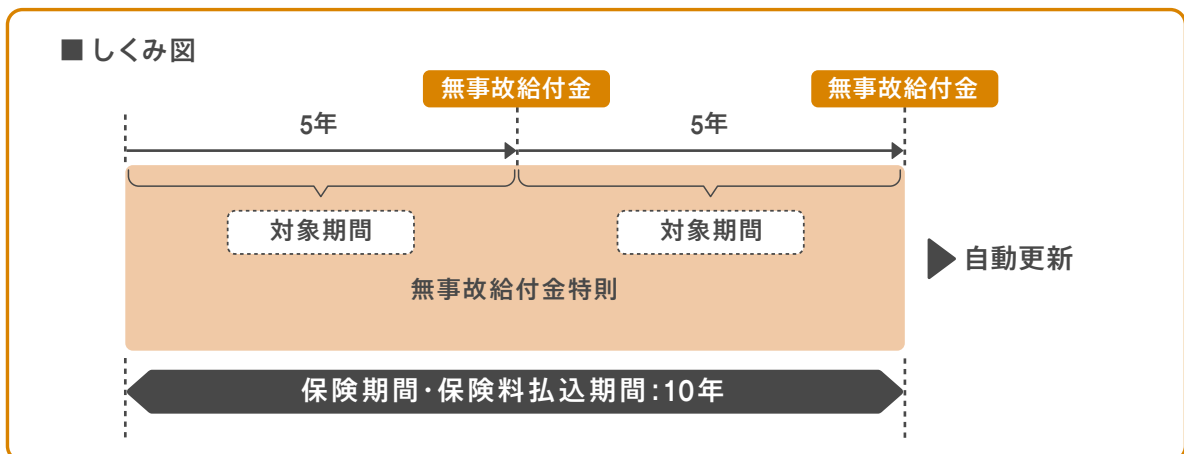 ■しくみ図
無事故給付金
無事故給付金
5年
5年
対象期間
対象期間
自動更新
無事故給付金特則
保険期間・保険料払込期間:10年